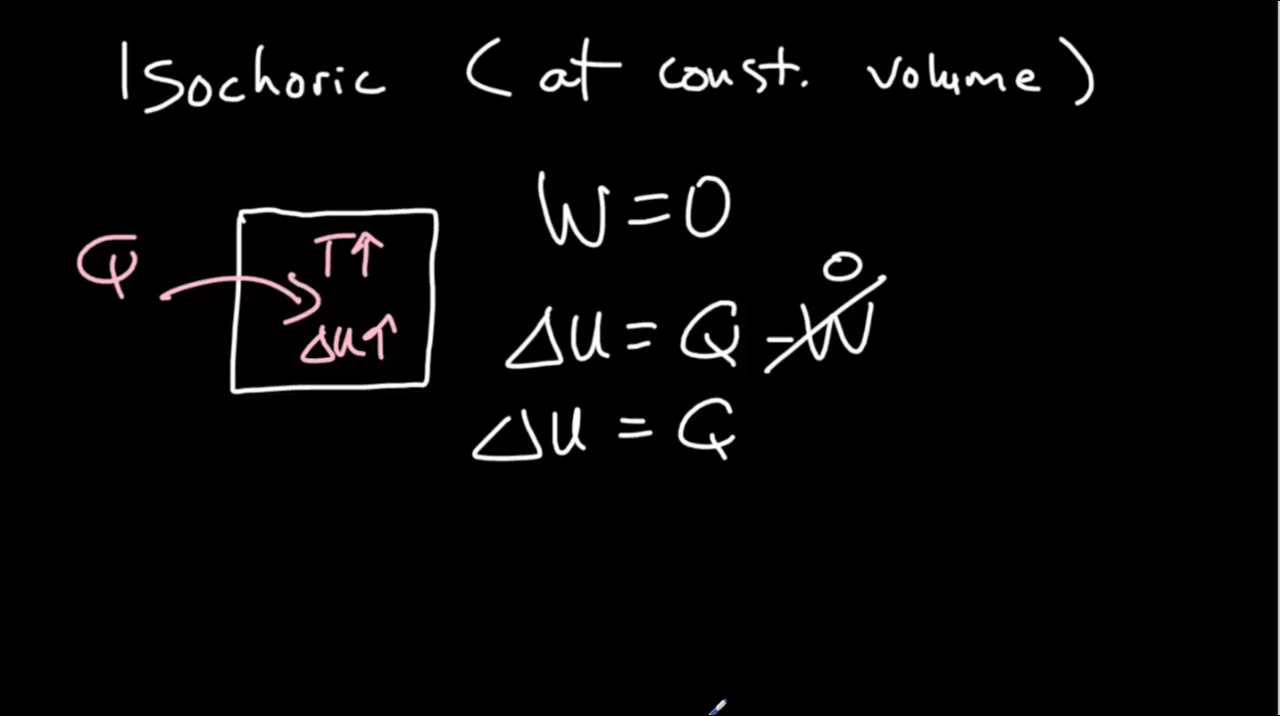 Isochoric (at const. volume)
W = 0
Q
T↑
ΔU↑
0
ΔU = Q - W
ΔU = Q